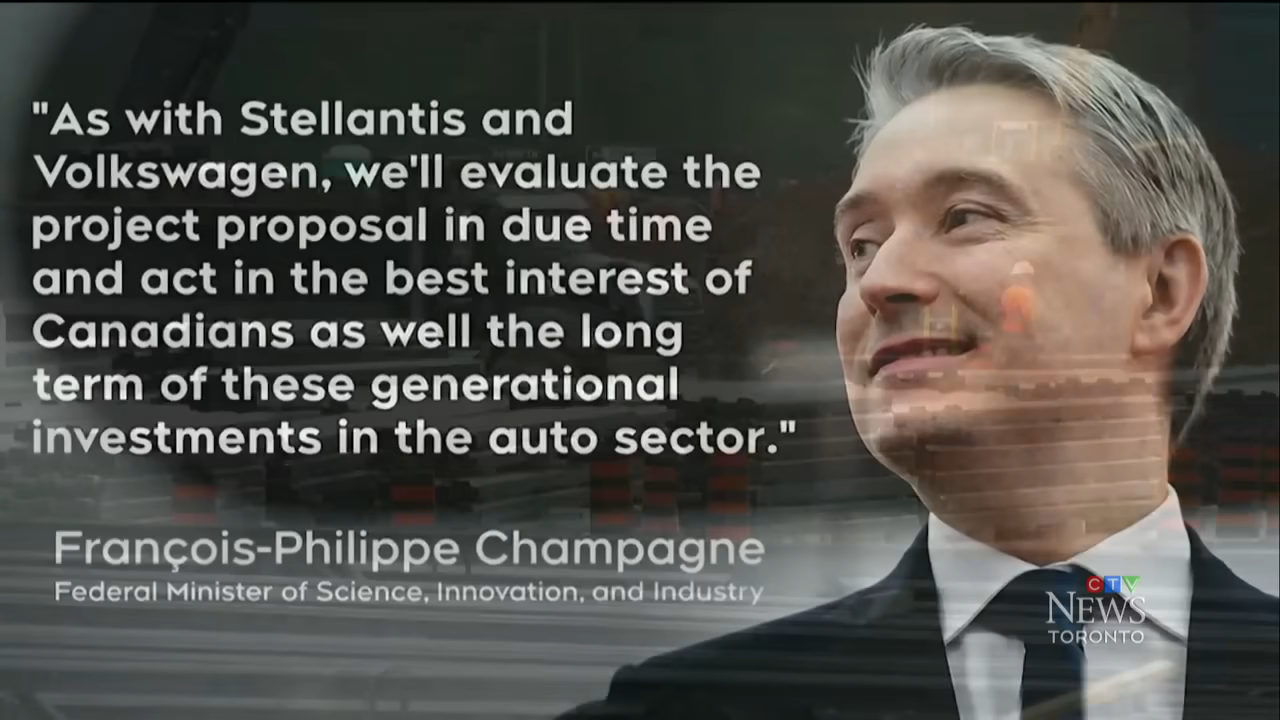 "As with Stellantis and
Volkswagen, we'll evaluate the
project proposal in due time
and act in the best interest of
Canadians as well the long
term of these generational
investments in the auto sector."
François-Philippe Champagne
Federal Minister of Science, Innovation, and Industry
CTV
NEWS
TORONTO